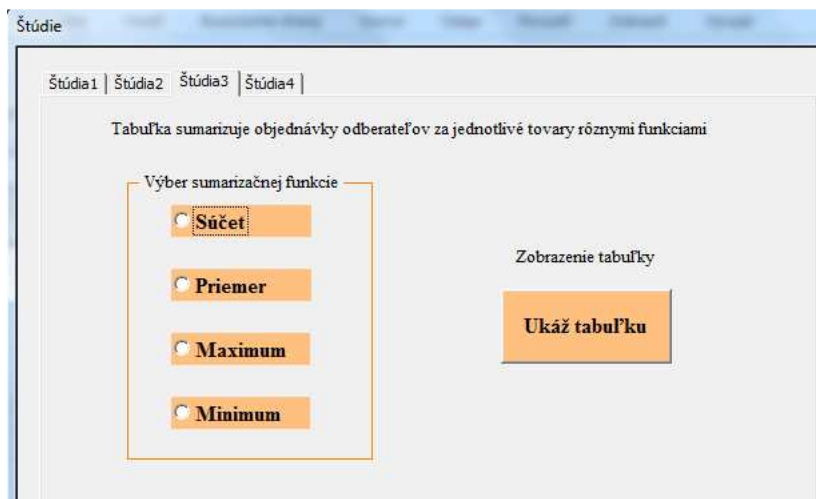 Štúdie
Štúdia1 Štúdia2 Štúdia3 Štúdia4
Tabuľka sumarizuje objednávky odberateľov za jednotlivé tovary rôznymi funkciami
Výber sumarizačnej funkcie
Súčet
Priemer
Maximum
Minimum
Zobrazenie tabuľky
Ukáž tabuľku